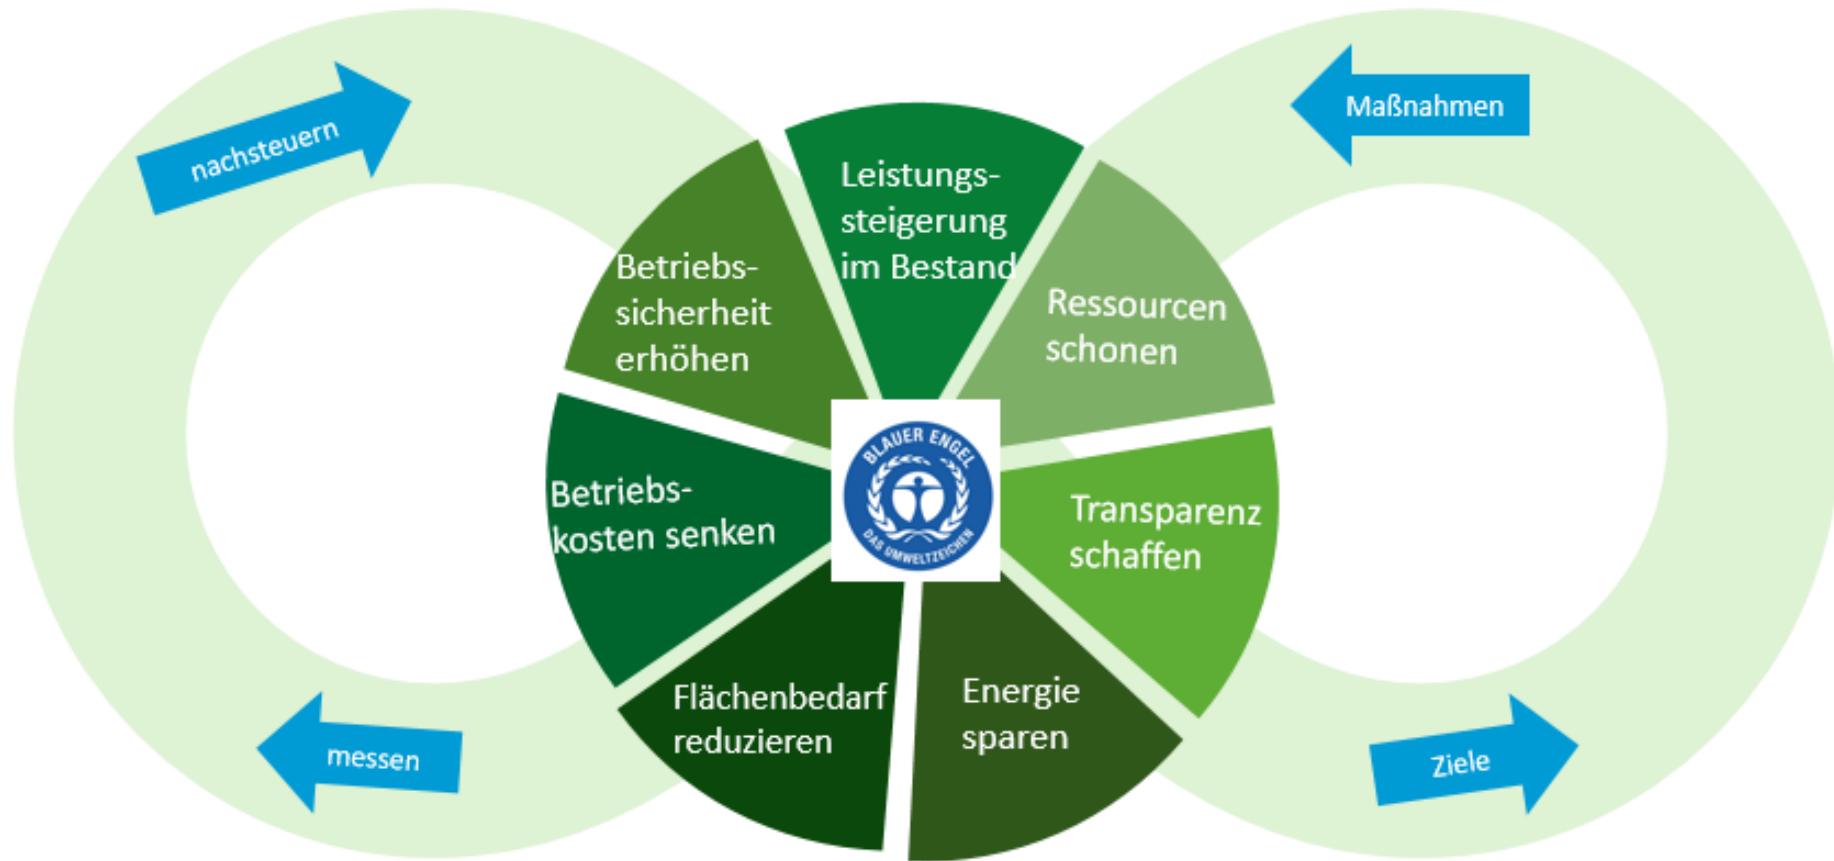 nachsteuern
Maßnahmen
Leistungs-
steigerung
im Bestand
Betriebs-
sicherheit
erhöhen
Ressourcen
schonen
BLAUER ENGEL
DAS UMWELTZEICHEN
Betriebs-
kosten senken
Transparenz
schaffen
Flächenbedarf
reduzieren
Energie
sparen
messen
Ziele